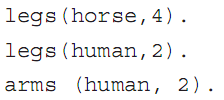 legs(horse,4).
legs(human,2).
arms (human, 2).